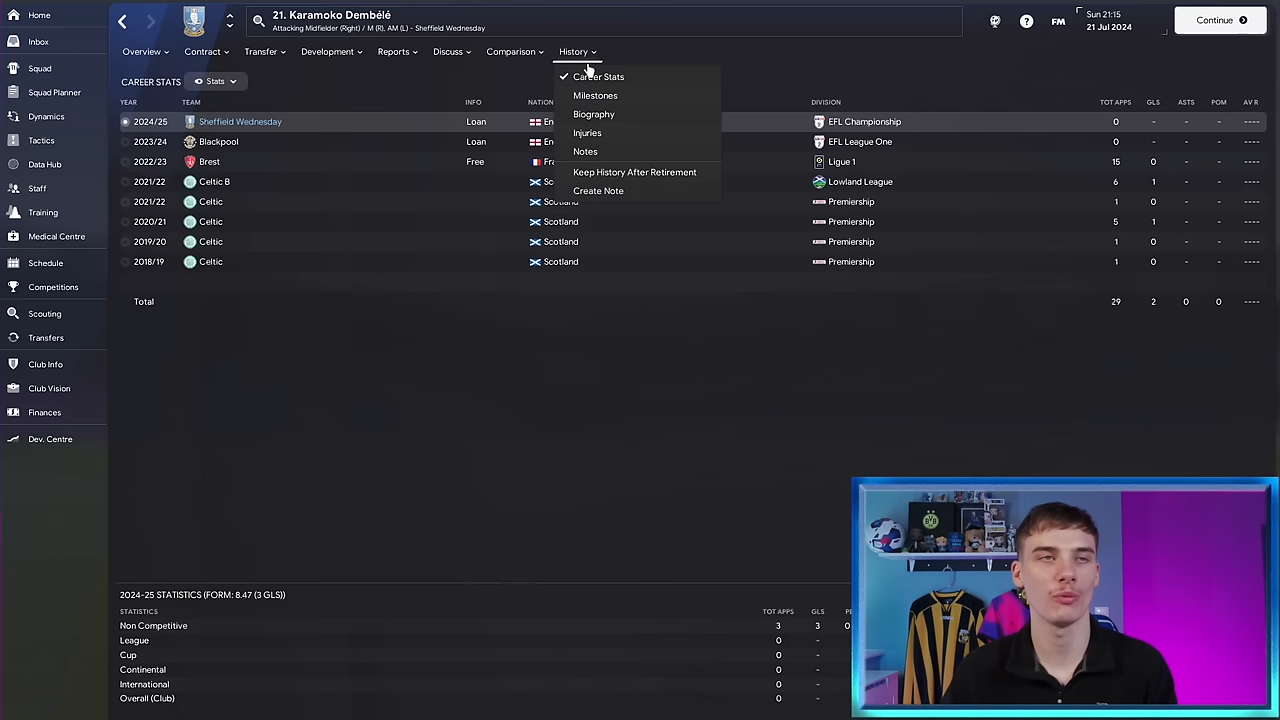 Home
Inbox
Squad
Squad Planner
Dynamics
Tactics
Data Hub
Staff
Training
Medical Centre
Schedule
Competitions
Scouting
Transfers
Club Info
Club Vision
Finances
Dev. Centre
21. Karamoko Dembélé
Attacking Midfielder (Right) / M (R), AM (L) - Sheffield Wednesday
FM
Sun 21:15
21 Jul 2024
Continue
Overview Contract Transfer Development Reports Discuss Comparison History
CAREER STATS Stats
Career Stats
Milestones
Biography
Injuries
Notes
Keep History After Retirement
Create Note
YEAR TEAM INFO NATION DIVISION TOT APPS GLS ASTS POM AV R
2024/25 Sheffield Wednesday Loan En EFL Championship 0 - - - ----
2023/24 Blackpool Loan En EFL League One 0 - - - ----
2022/23 Brest Free Fra Ligue 1 15 0 - - ----
2021/22 Celtic B Sc Lowland League 6 1 - - ----
2021/22 Celtic Scotland Premiership 1 0 - - ----
2020/21 Celtic Scotland Premiership 5 1 - - ----
2019/20 Celtic Scotland Premiership 1 0 - - ----
2018/19 Celtic Scotland Premiership 1 0 - - ----
Total 29 2 0 0 ----
2024-25 STATISTICS (FORM: 8.47 (3 GLS))
STATISTICS TOT APPS GLS PE
Non Competitive 3 3 0
League 0 -
Cup 0 -
Continental 0 -
International 0 -
Overall (Club) 0 -
BVB
09